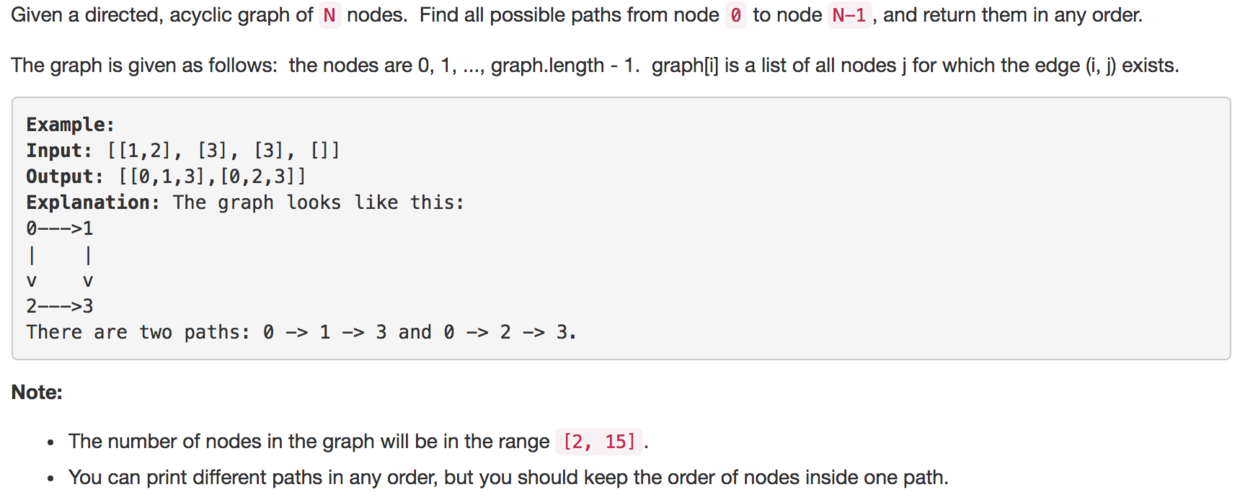 Given a directed, acyclic graph of N nodes.  Find all possible paths from node 0 to node N-1, and return them in any order.
The graph is given as follows:  the nodes are 0, 1, ..., graph.length - 1.  graph[i] is a list of all nodes j for which the edge (i, j) exists.
Example:
Input: [[1,2], [3], [3], []]
Output: [[0,1,3],[0,2,3]]
Explanation: The graph looks like this:
0--->1
|    |
v    v
2--->3
There are two paths: 0 -> 1 -> 3 and 0 -> 2 -> 3.
Note:
• The number of nodes in the graph will be in the range [2, 15].
• You can print different paths in any order, but you should keep the order of nodes inside one path.